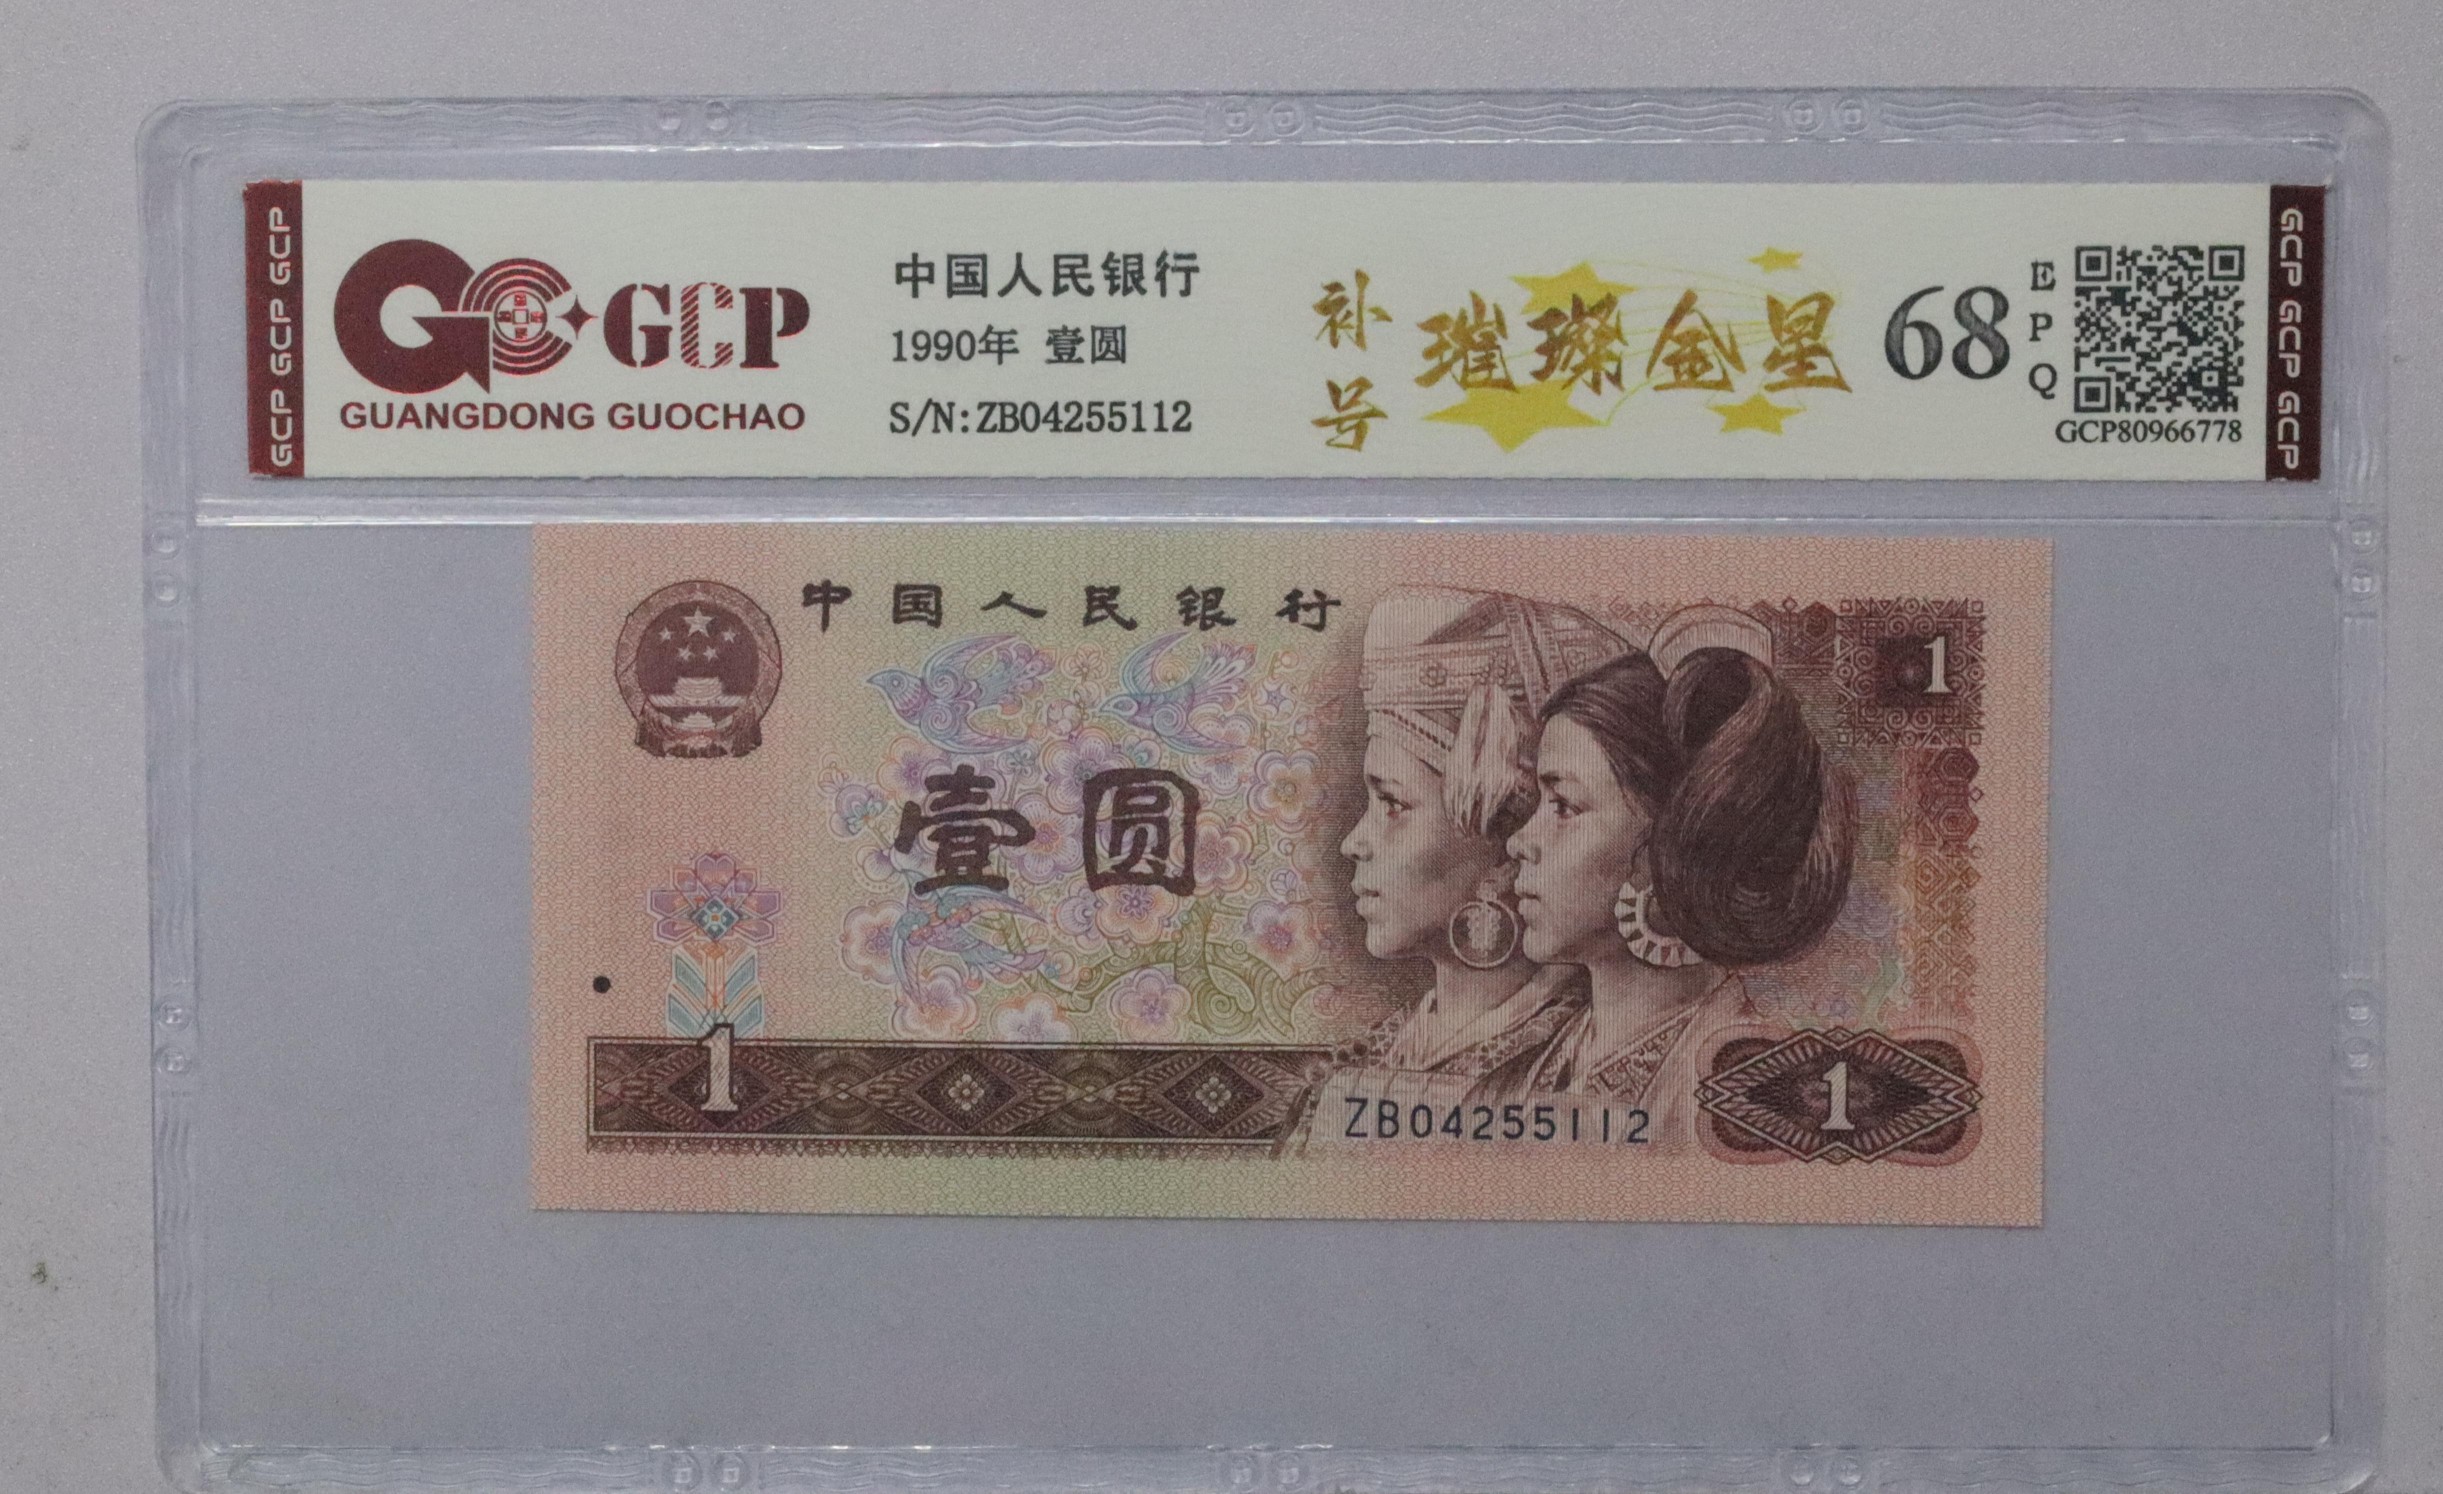 GCP GCP GCP
GCP
GUANGDONG GUOCHAO
中国人民银行
1990年 壹圆
S/N:ZB04255112
补号
璀璨金星
68
EPQ
GCP80966778
GCP GCP GCP
中国人民银行
1
壹圆
1
ZB04255112
1